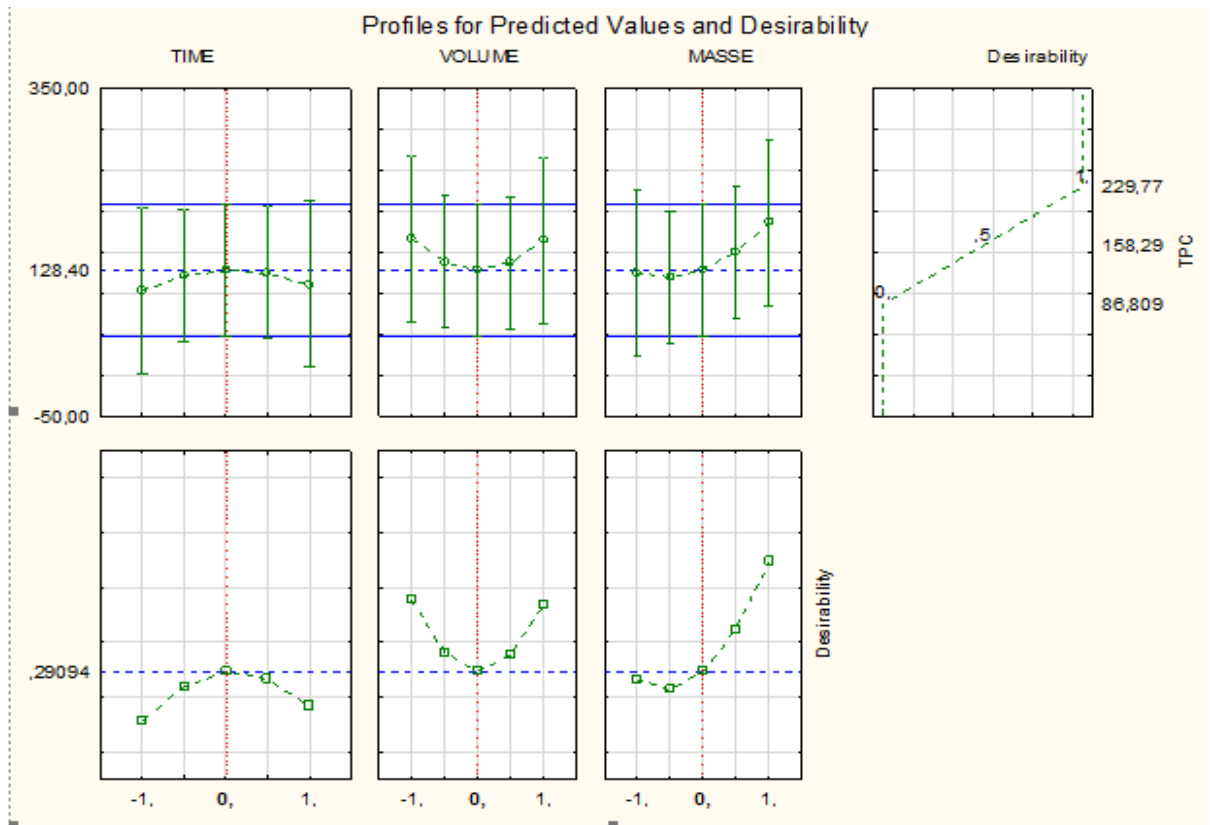 Profiles for Predicted Values and Desirability
TIME VOLUME MASSE Desirability
350,00
1, 229,77
,5 158,29
128,40
0, 86,809
TPC
-50,00
,29094
Desirability
-1, 0, 1, -1, 0, 1, -1, 0, 1,